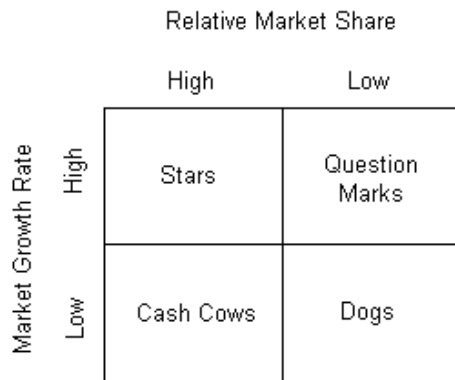 Relative Market Share
High Low
Market Growth Rate
High
Stars
Question
Marks
Low
Cash Cows
Dogs